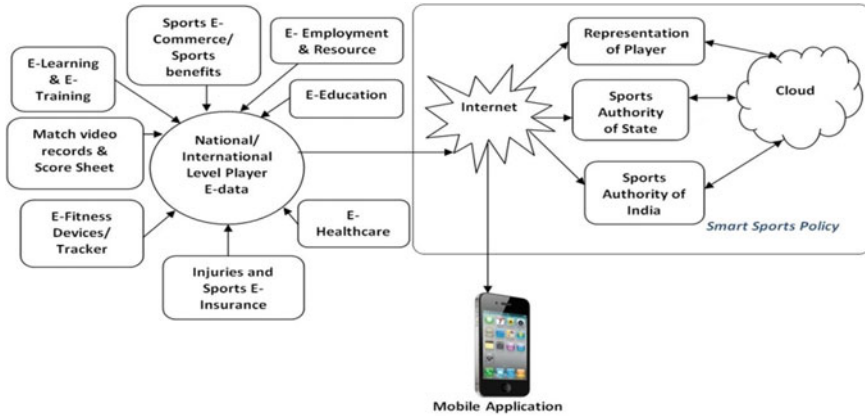 Sports E-
Commerce/
Sports
benefits
E- Employment
& Resource
E-Learning
& E-
Training
E-Education
Match video
records &
Score Sheet
National/
International
Level Player
E-data
E-Fitness
Devices/
Tracker
E-
Healthcare
Injuries and
Sports E-
Insurance
Internet
Representation
of Player
Sports
Authority
of State
Sports
Authority of
India
Cloud
Smart Sports Policy
Mobile Application